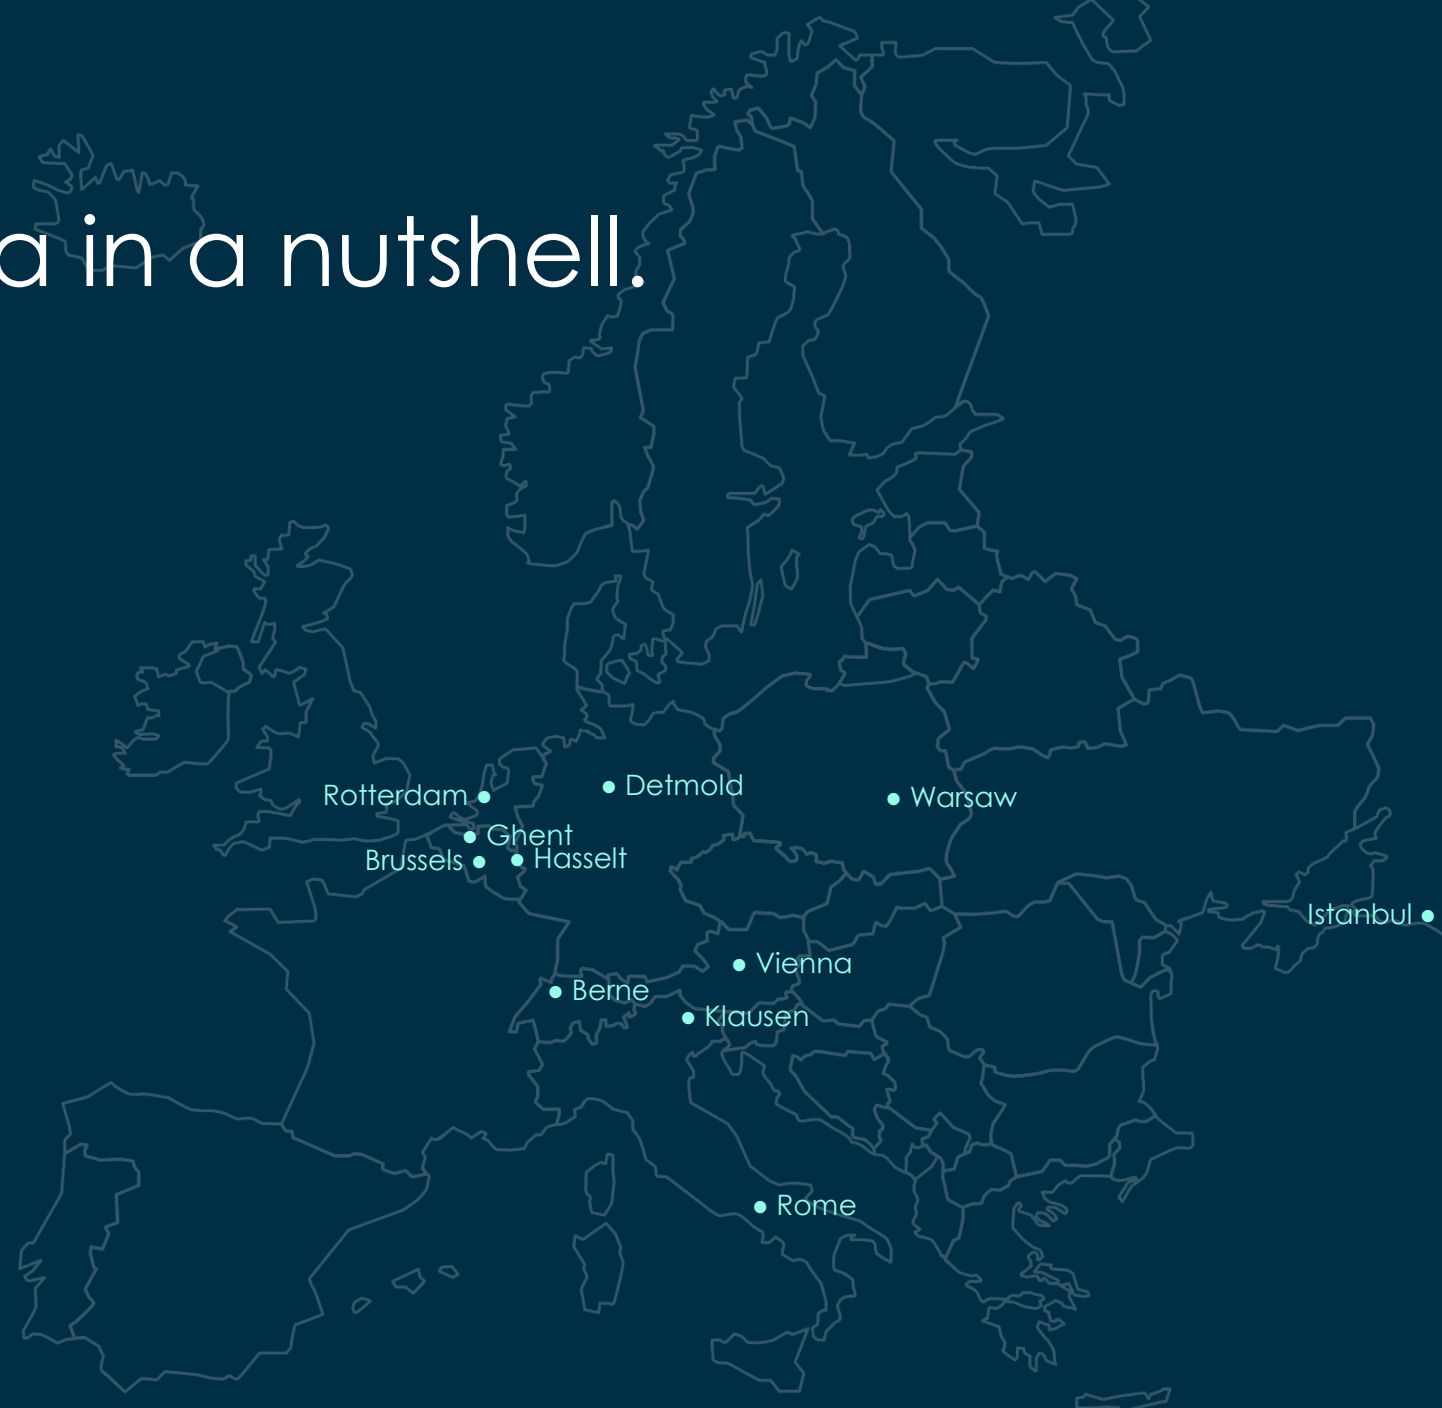 a in a nutshell.
Detmold
Rotterdam
Warsaw
Ghent
Brussels
Hasselt
Istanbul
Vienna
Berne
Klausen
Rome